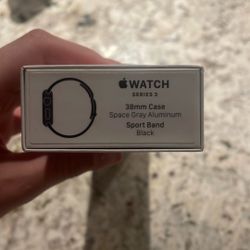 WATCH
SERIES 3
38mm Case
Space Gray Aluminum
Sport Band
Black